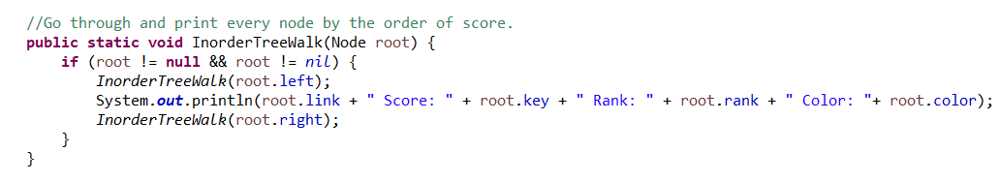 //Go through and print every node by the order of score.
public static void InorderTreeWalk(Node root) {
if (root != null && root != nil) {
InorderTreeWalk(root.left);
System.out.println(root.link + " Score: " + root.key + " Rank: " + root.rank + " Color: "+ root.color);
InorderTreeWalk(root.right);
}
}